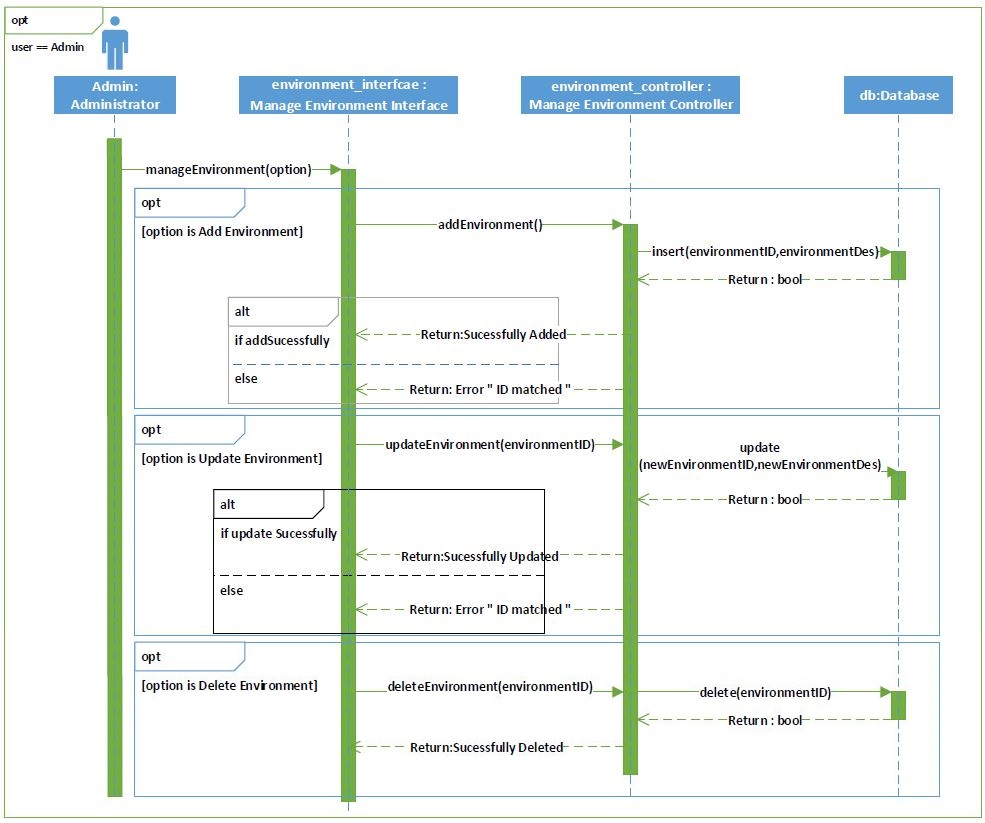 opt
user == Admin
Admin:
Administrator
environment_interfcae :
Manage Environment Interface
environment_controller :
Manage Environment Controller
db:Database
manageEnvironment(option)
opt
[option is Add Environment]
addEnvironment()
insert(environmentID,environmentDes)
Return : bool
alt
if addSucessfully
Return:Sucessfully Added
else
Return: Error " ID matched "
opt
[option is Update Environment]
updateEnvironment(environmentID)
update
(newEnvironmentID,newEnvironmentDes)
Return : bool
alt
if update Sucessfully
Return:Sucessfully Updated
else
Return: Error " ID matched "
opt
[option is Delete Environment]
deleteEnvironment(environmentID)
delete(environmentID)
Return : bool
Return:Sucessfully Deleted